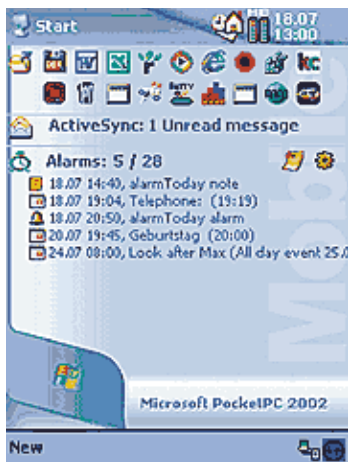 Start
18.07
13:00
ActiveSync: 1 Unread message
Alarms: 5 / 28
18.07 14:40, alarmToday note
18.07 19:04, Telephone: (19:19)
18.07 20:50, alarmToday alarm
20.07 19:45, Geburtstag (20:00)
24.07 08:00, Look after Max (All day event 25.0
Mobile
Microsoft PocketPC 2002
New